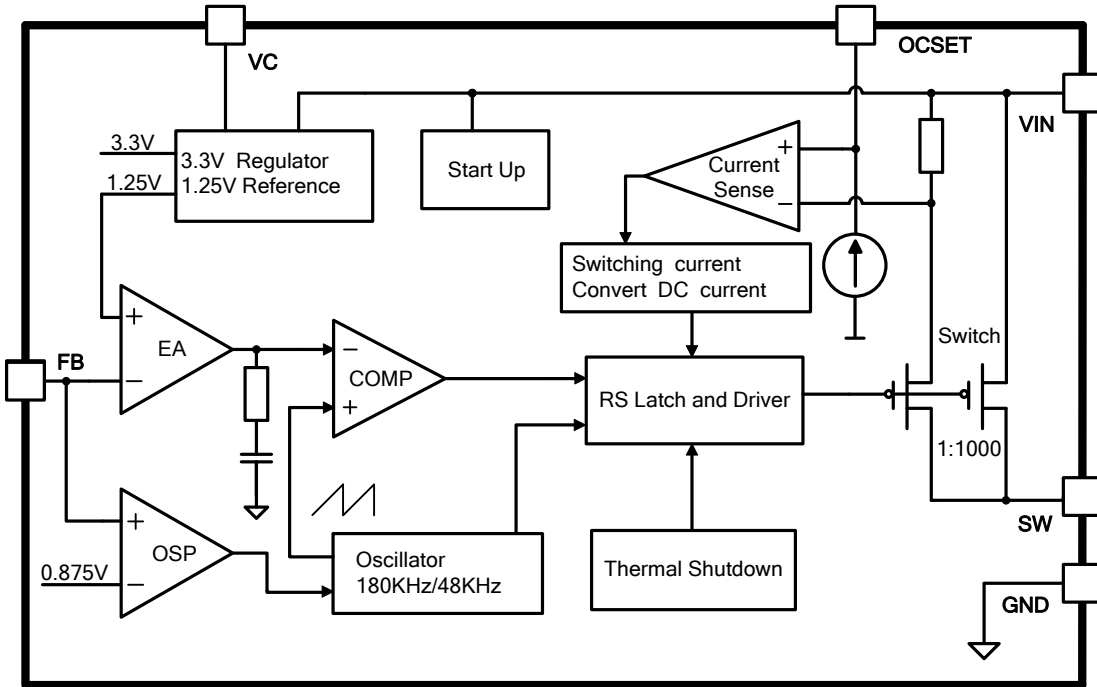 VC
OCSET
VIN
3.3V
3.3V Regulator
1.25V
1.25V Reference
Start Up
+
Current
Sense
−
Switching current
Convert DC current
+
EA
−
FB
−
COMP
+
RS Latch and Driver
Switch
1:1000
+
OSP
−
0.875V
Oscillator
180KHz/48KHz
Thermal Shutdown
SW
GND